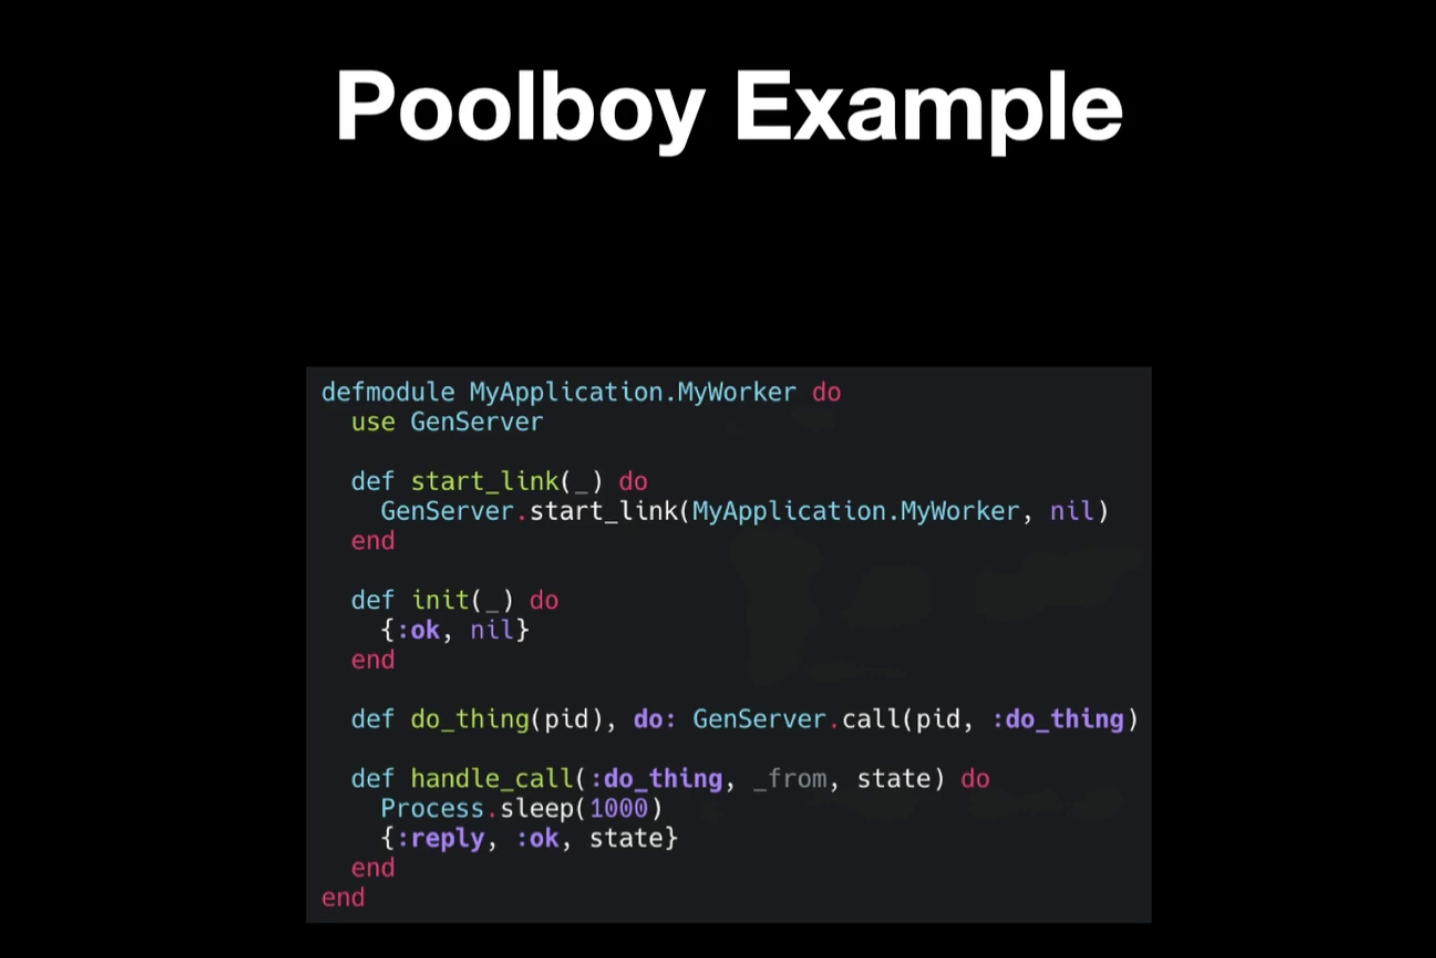 Poolboy Example
defmodule MyApplication.MyWorker do
  use GenServer

  def start_link(_) do
    GenServer.start_link(MyApplication.MyWorker, nil)
  end

  def init(_) do
    {:ok, nil}
  end

  def do_thing(pid), do: GenServer.call(pid, :do_thing)

  def handle_call(:do_thing, _from, state) do
    Process.sleep(1000)
    {:reply, :ok, state}
  end
end